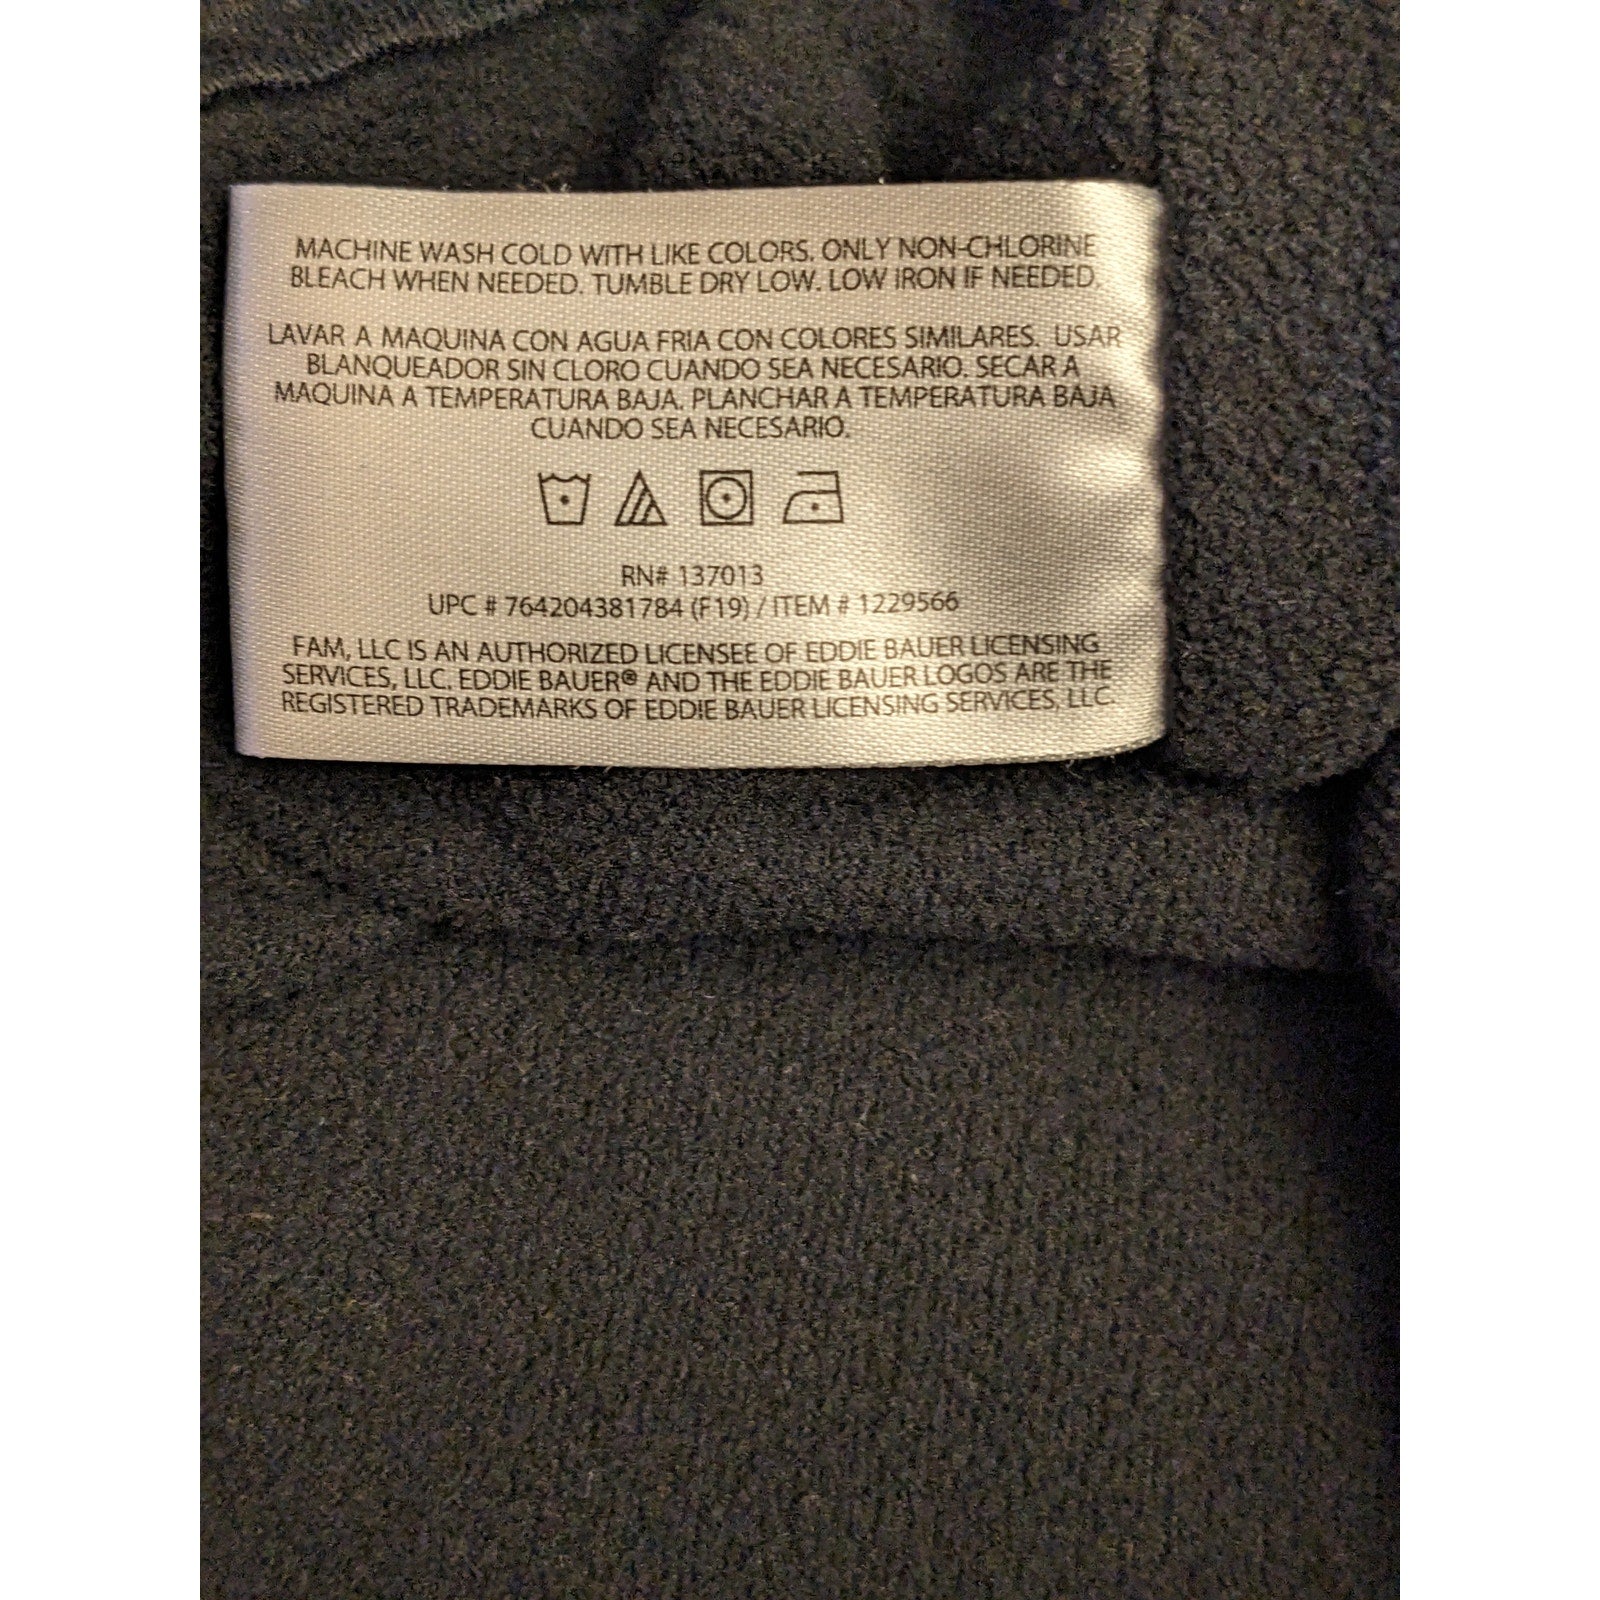 MACHINE WASH COLD WITH LIKE COLORS. ONLY NON-CHLORINE
BLEACH WHEN NEEDED. TUMBLE DRY LOW. LOW IRON IF NEEDED.
LAVAR A MAQUINA CON AGUA FRIA CON COLORES SIMILARES. USAR
BLANQUEADOR SIN CLORO CUANDO SEA NECESARIO. SECAR A
MAQUINA A TEMPERATURA BAJA. PLANCHAR A TEMPERATURA BAJA
CUANDO SEA NECESARIO.
RN# 137013
UPC # 764204381784 (F19) / ITEM # 1229566
FAM, LLC IS AN AUTHORIZED LICENSEE OF EDDIE BAUER LICENSING
SERVICES, LLC. EDDIE BAUER® AND THE EDDIE BAUER LOGOS ARE THE
REGISTERED TRADEMARKS OF EDDIE BAUER LICENSING SERVICES, LLC.